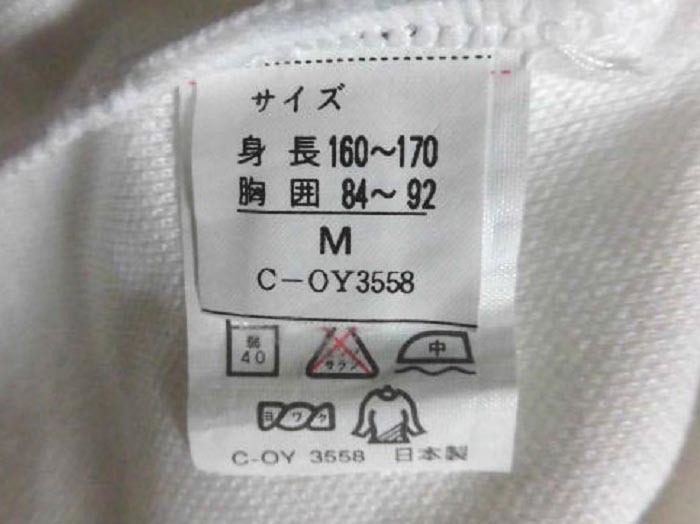 サイズ
身長 160〜170
胸囲 84〜92
M
C-OY3558
弱 40
サラシ
中
ヨワク
C-OY 3558 日本製